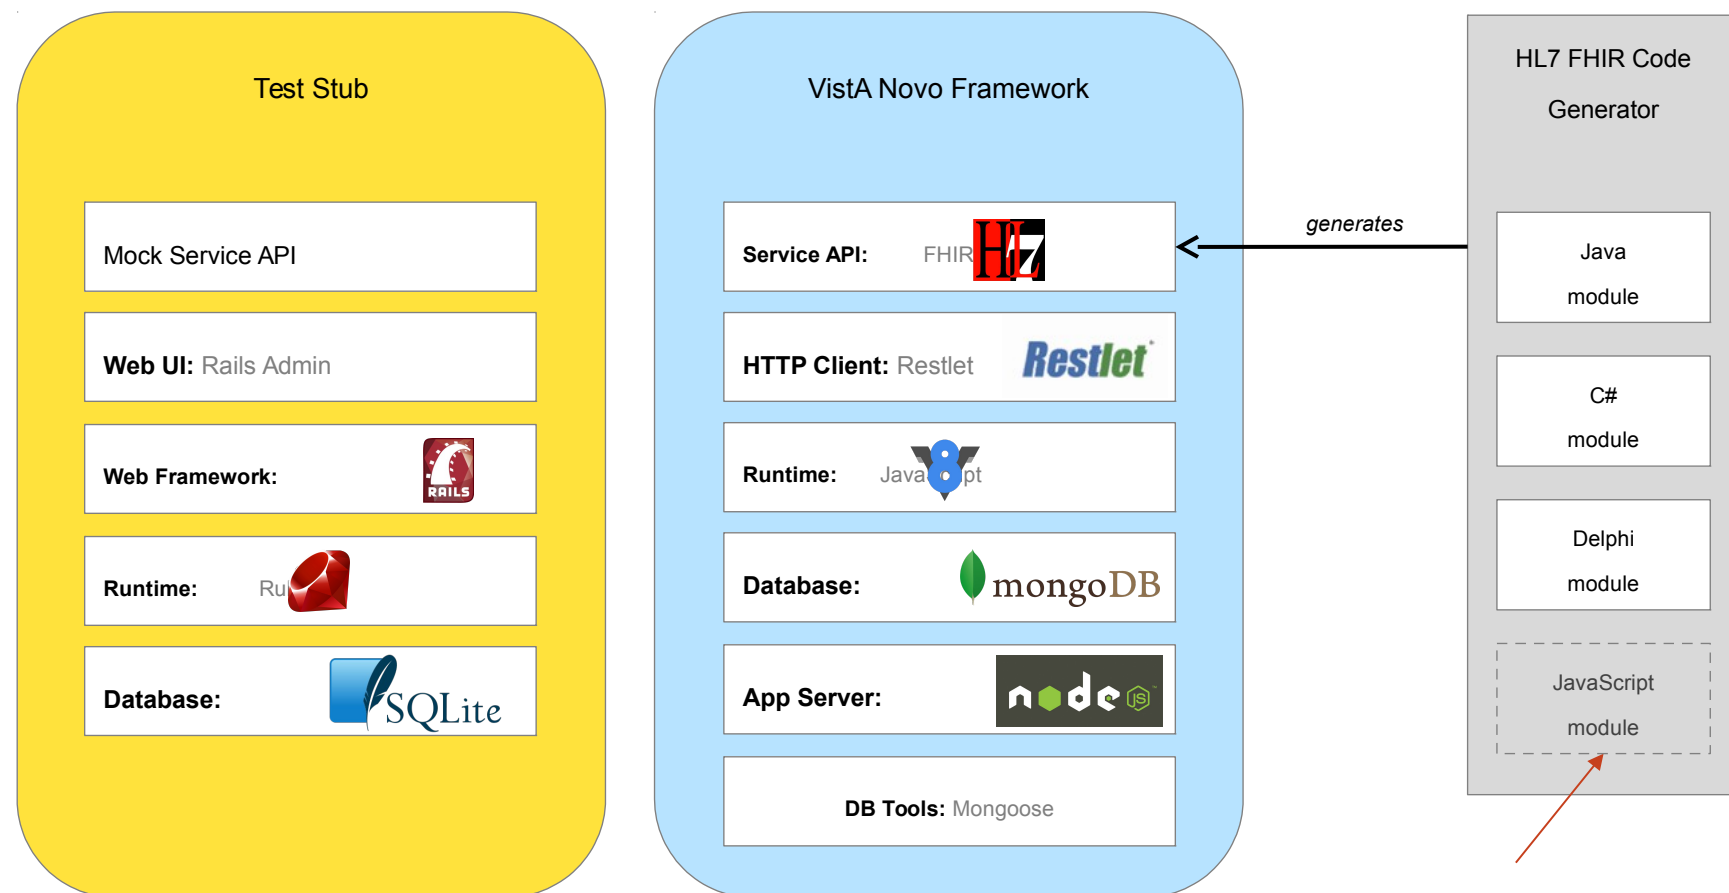 Test Stub
Mock Service API
Web UI: Rails Admin
Web Framework:
RAILS
Runtime: Ru
Database:
SQLite
VistA Novo Framework
Service API: FHIR
HL7
HTTP Client: Restlet
Restlet
Runtime: Java pt
8
Database:
mongoDB
App Server:
node JS
DB Tools: Mongoose
generates
HL7 FHIR Code
Generator
Java
module
C#
module
Delphi
module
JavaScript
module